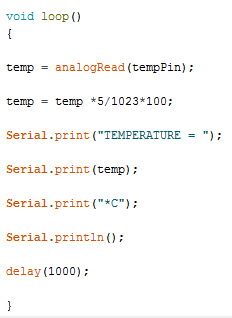 void loop()
{
temp = analogRead(tempPin);
temp = temp *5/1023*100;
Serial.print("TEMPERATURE = ");
Serial.print(temp);
Serial.print("*C");
Serial.println();
delay(1000);
}